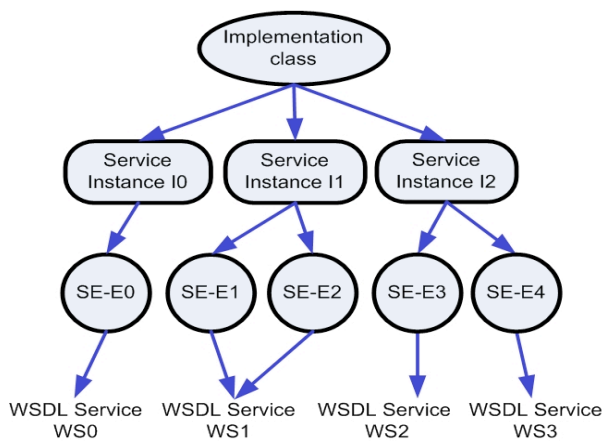 Implementation
class
Service
Instance I0
Service
Instance I1
Service
Instance I2
SE-E0
SE-E1
SE-E2
SE-E3
SE-E4
WSDL Service
WS0
WSDL Service
WS1
WSDL Service
WS2
WSDL Service
WS3